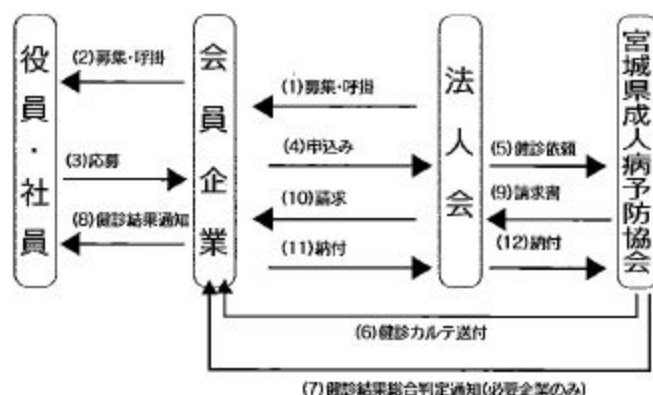 役員・社員
会員企業
法人会
宮城県成人病予防協会
(2)募集・呼掛
(1)募集・呼掛
(3)応募
(4)申込み
(5)健診依頼
(10)請求
(9)請求書
(8)健診結果通知
(11)納付
(12)納付
(6)健診カルテ送付
(7)健診結果総合判定通知(必要企業のみ)